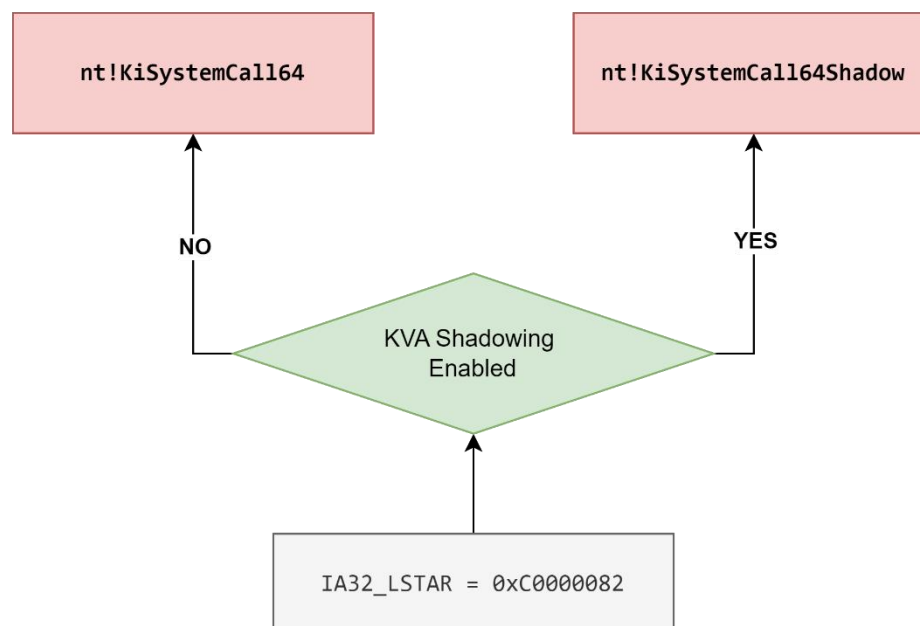 nt!KiSystemCall64
nt!KiSystemCall64Shadow
NO
YES
KVA Shadowing
Enabled
IA32_LSTAR = 0xC0000082